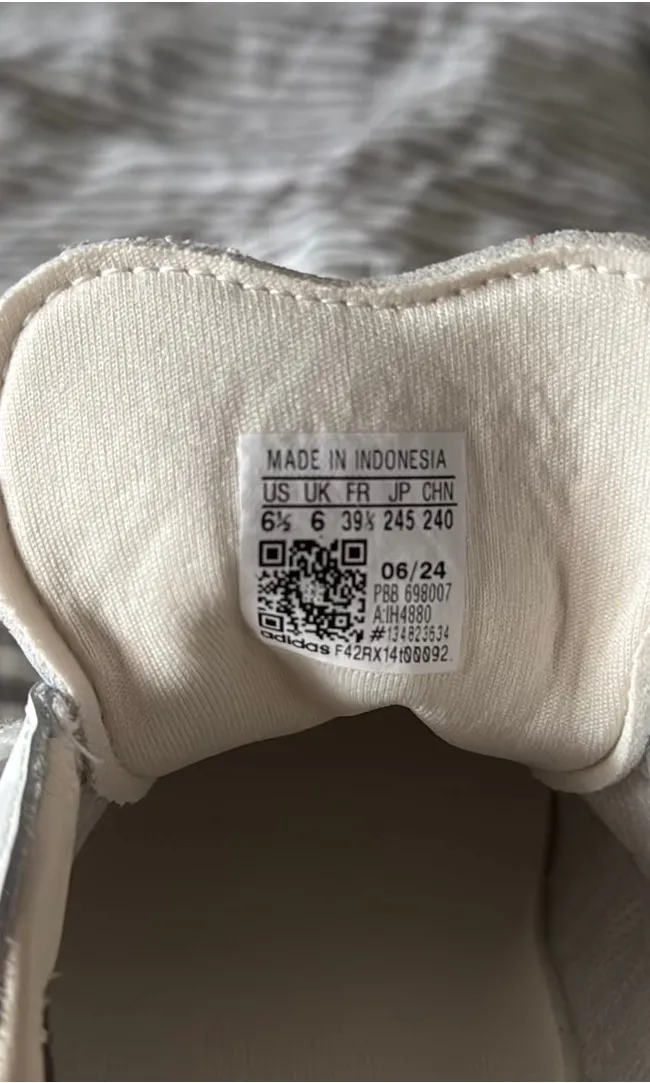 MADE IN INDONESIA
US UK FR JP CHN
6½ 6 39⅓ 245 240
06/24
PBB 698007
A:IH4880
#134823634
adidas F42RX14t00092.